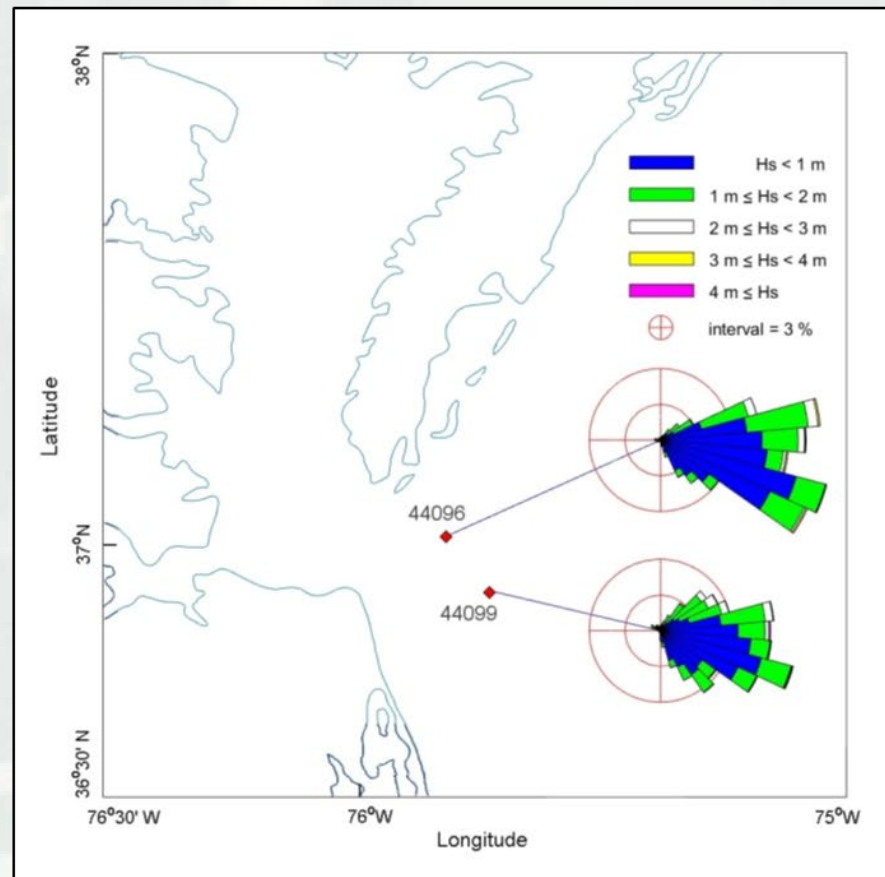 38°N
Hs < 1 m
1 m ≤ Hs < 2 m
2 m ≤ Hs < 3 m
3 m ≤ Hs < 4 m
4 m ≤ Hs
interval = 3 %
Latitude
44096
37°N
44099
36°30' N
76°30' W
76°W
75°W
Longitude